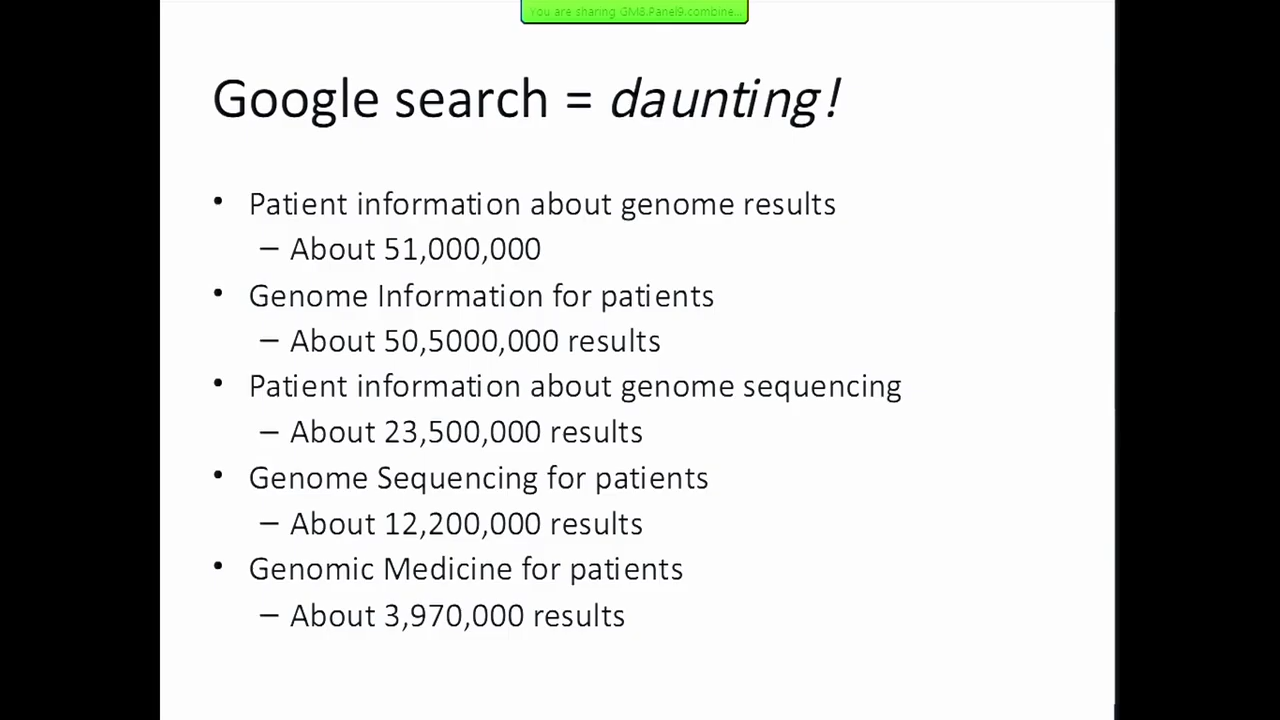 You are sharing GM8.Panel9.combine...
Google search = daunting!
• Patient information about genome results
– About 51,000,000
• Genome Information for patients
– About 50,5000,000 results
• Patient information about genome sequencing
– About 23,500,000 results
• Genome Sequencing for patients
– About 12,200,000 results
• Genomic Medicine for patients
– About 3,970,000 results